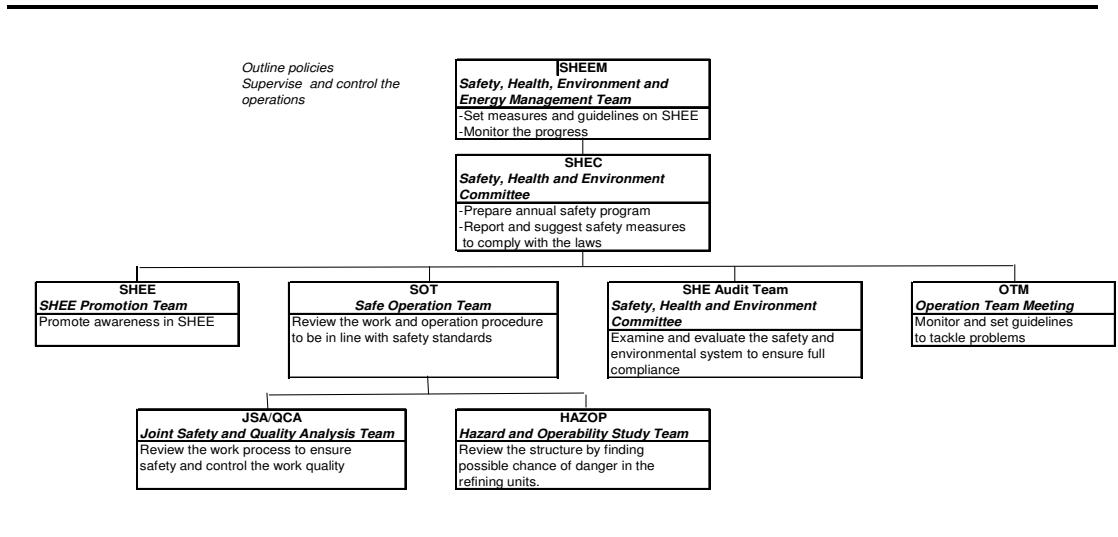 Outline policies
Supervise  and control the
operations
SHEEM
Safety, Health, Environment and
Energy Management Team
-Set measures and guidelines on SHEE
-Monitor the progress
SHEC
Safety, Health and Environment
Committee
-Prepare annual safety program
-Report and suggest safety measures
to comply with the laws
SHEE
SHEE Promotion Team
Promote awareness in SHEE
SOT
Safe Operation Team
Review the work and operation procedure
to be in line with safety standards
SHE Audit Team
Safety, Health and Environment
Committee
Examine and evaluate the safety and
environmental system to ensure full
compliance
OTM
Operation Team Meeting
Monitor and set guidelines
to tackle problems
JSA/QCA
Joint Safety and Quality Analysis Team
Review the work process to ensure
safety and control the work quality
HAZOP
Hazard and Operability Study Team
Review the structure by finding
possible chance of danger in the
refining units.